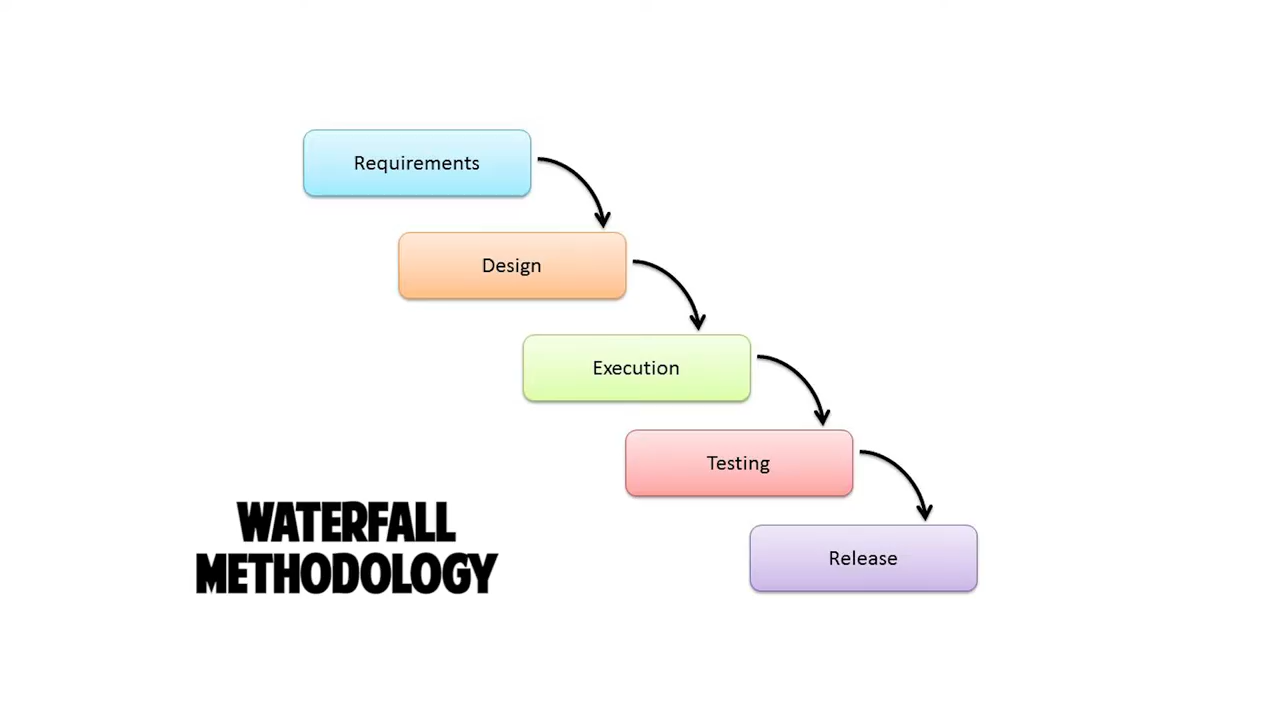 Requirements
Design
Execution
Testing
Release
WATERFALL
METHODOLOGY